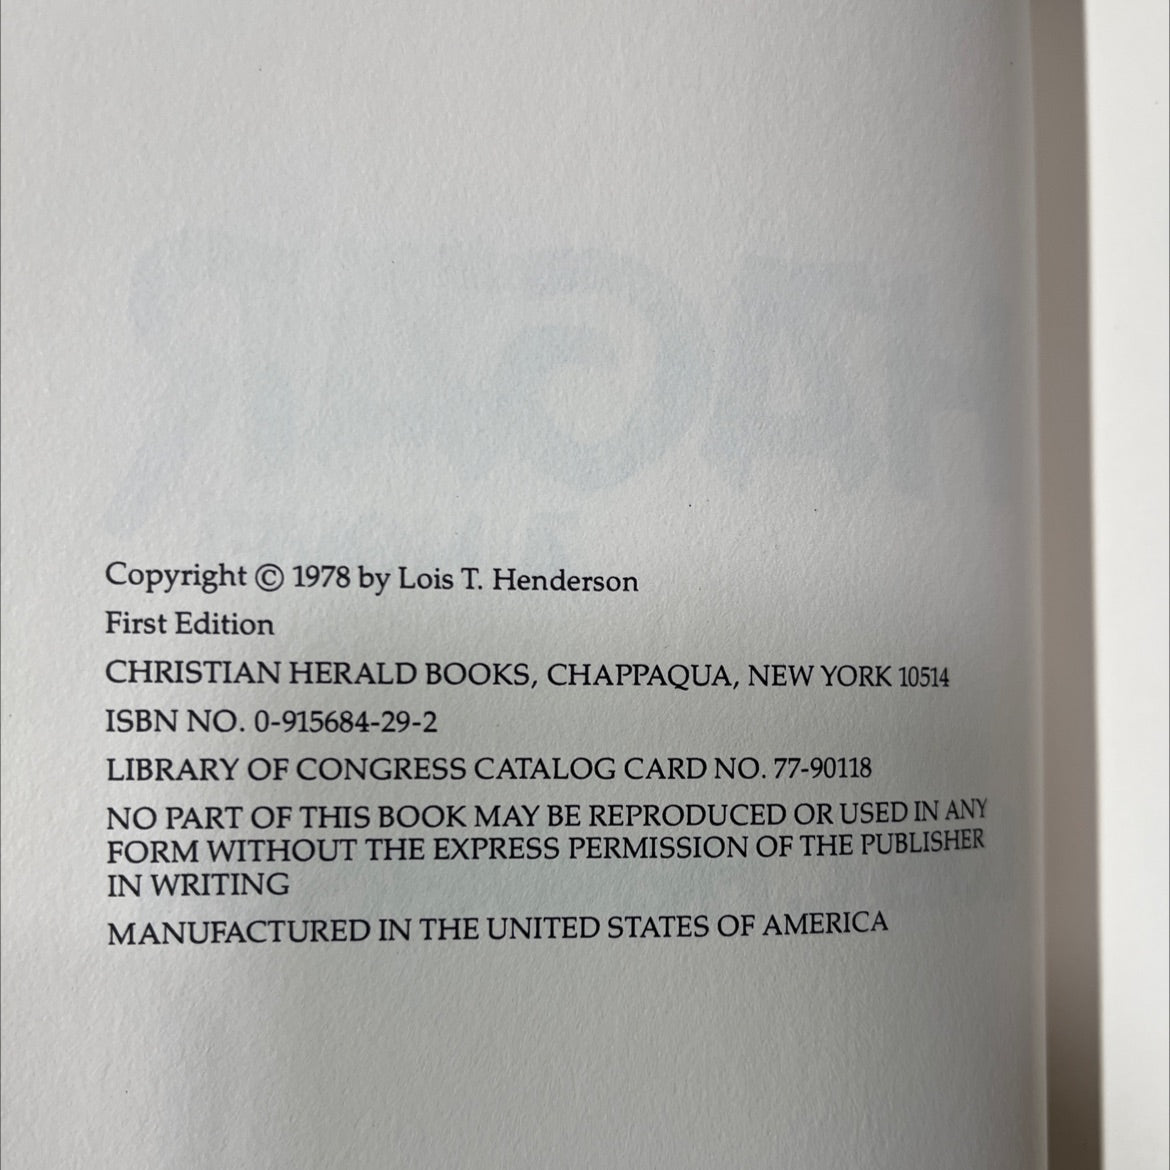 Copyright © 1978 by Lois T. Henderson
First Edition
CHRISTIAN HERALD BOOKS, CHAPPAQUA, NEW YORK 10514
ISBN NO. 0-915684-29-2
LIBRARY OF CONGRESS CATALOG CARD NO. 77-90118
NO PART OF THIS BOOK MAY BE REPRODUCED OR USED IN ANY
FORM WITHOUT THE EXPRESS PERMISSION OF THE PUBLISHER
IN WRITING
MANUFACTURED IN THE UNITED STATES OF AMERICA